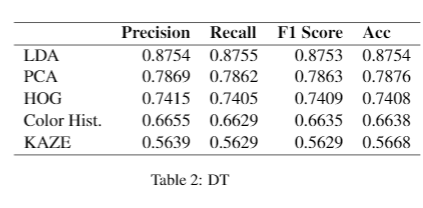 Precision Recall F1 Score Acc
LDA 0.8754 0.8755 0.8753 0.8754
PCA 0.7869 0.7862 0.7863 0.7876
HOG 0.7415 0.7405 0.7409 0.7408
Color Hist. 0.6655 0.6629 0.6635 0.6638
KAZE 0.5639 0.5629 0.5629 0.5668
Table 2: DT